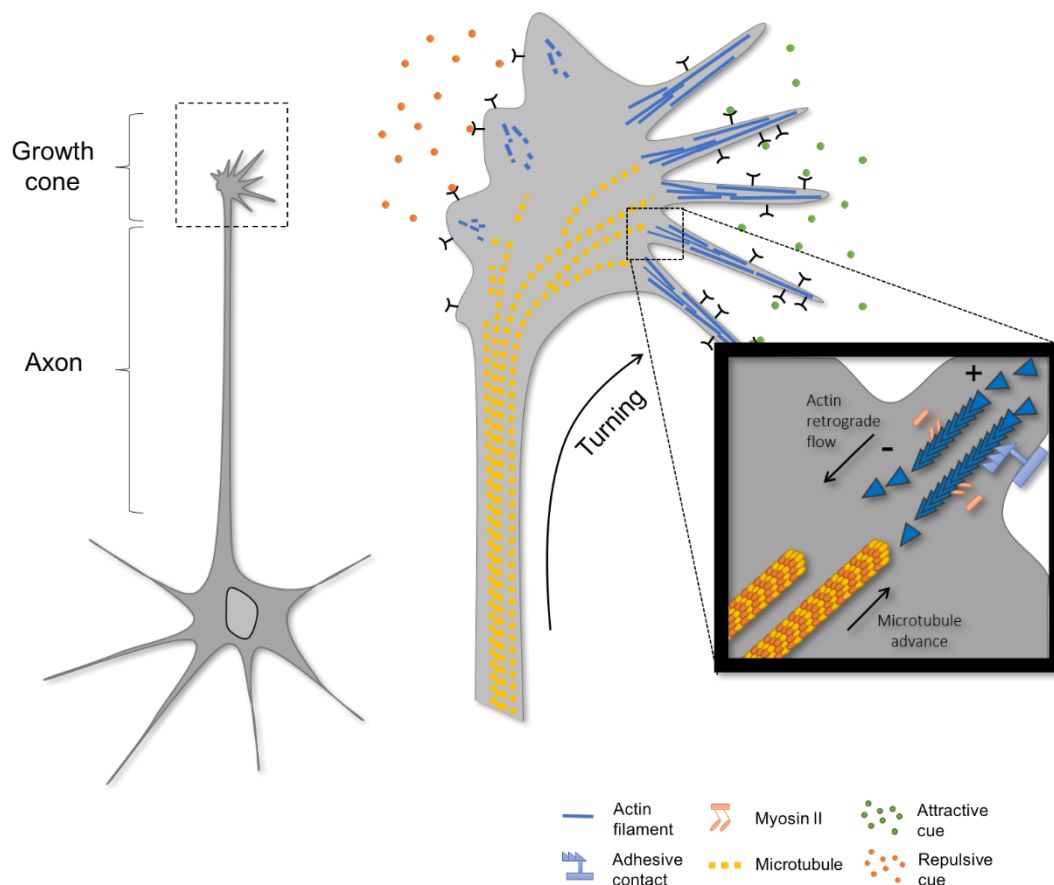 Growth
cone
Axon
Turning
Actin
retrograde
flow
+
-
Microtubule
advance
Actin
filament
Myosin II
Attractive
cue
Adhesive
contact
Microtubule
Repulsive
cue